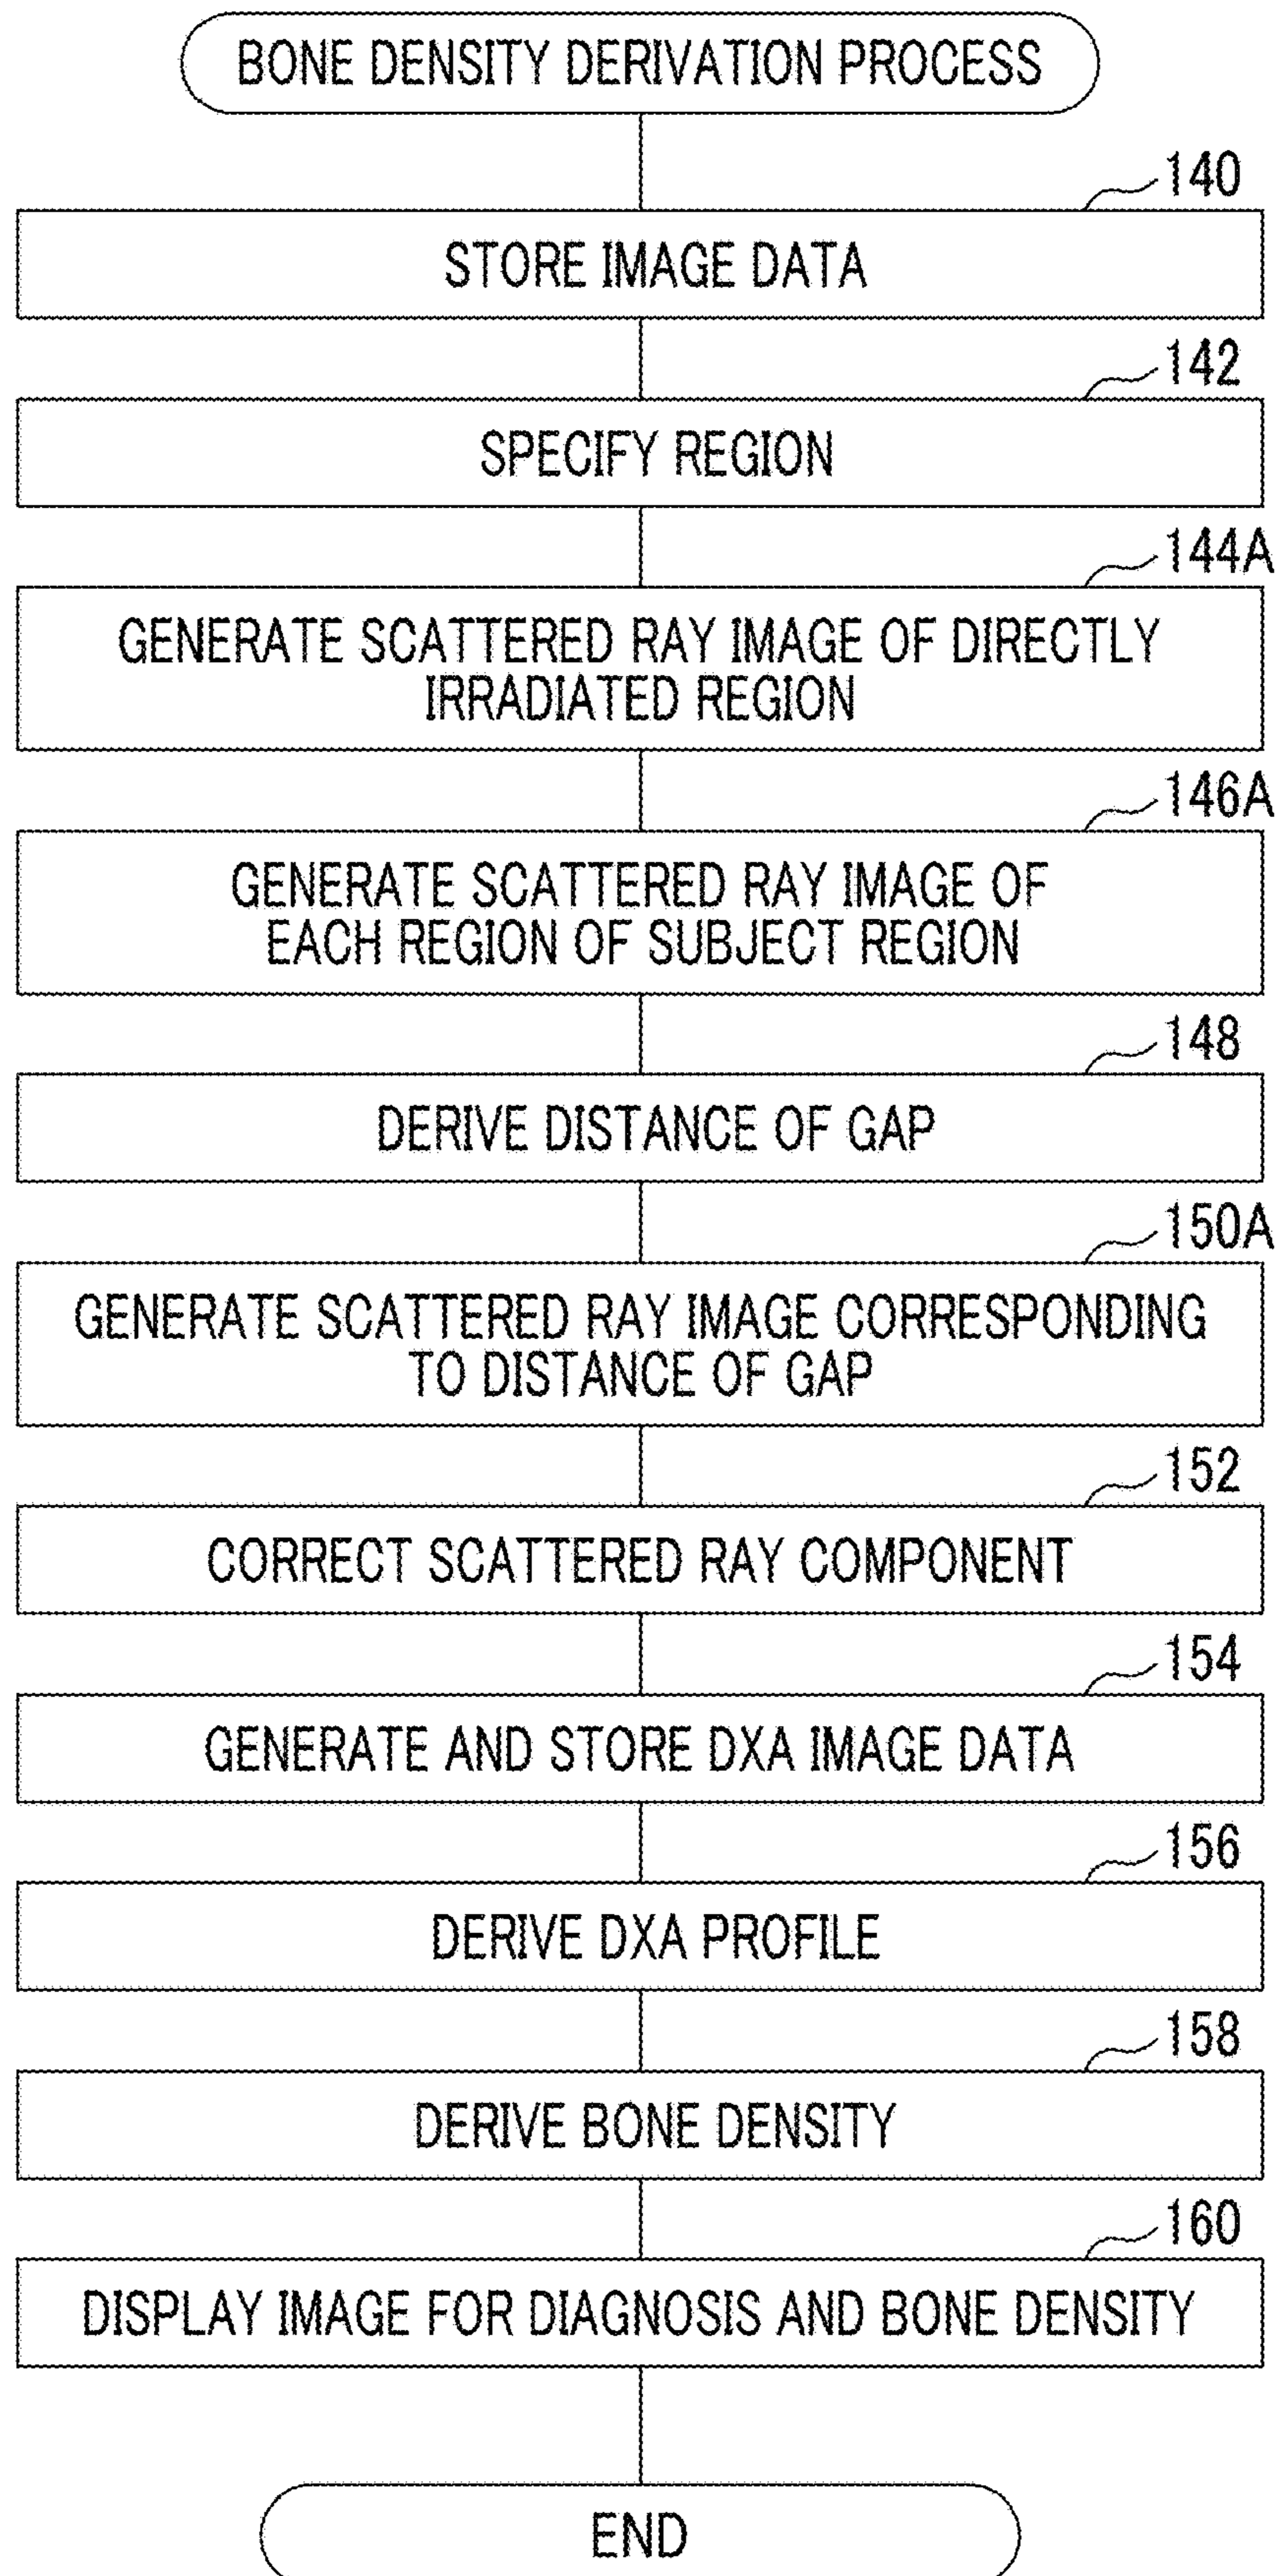 BONE DENSITY DERIVATION PROCESS
140
STORE IMAGE DATA
142
SPECIFY REGION
144A
GENERATE SCATTERED RAY IMAGE OF DIRECTLY
IRRADIATED REGION
146A
GENERATE SCATTERED RAY IMAGE OF
EACH REGION OF SUBJECT REGION
148
DERIVE DISTANCE OF GAP
150A
GENERATE SCATTERED RAY IMAGE CORRESPONDING
TO DISTANCE OF GAP
152
CORRECT SCATTERED RAY COMPONENT
154
GENERATE AND STORE DXA IMAGE DATA
156
DERIVE DXA PROFILE
158
DERIVE BONE DENSITY
160
DISPLAY IMAGE FOR DIAGNOSIS AND BONE DENSITY
END